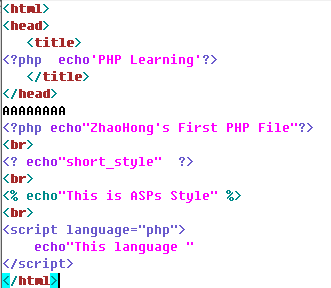 <html>
<head>
<title>
<?php echo'PHP Learning'?>
</title>
</head>
AAAAAAAA
<?php echo"ZhaoHong's First PHP File"?>
<br>
<? echo"short_style" ?>
<br>
<% echo"This is ASPs Style" %>
<br>
<script language="php">
echo"This language "
</script>
</html>